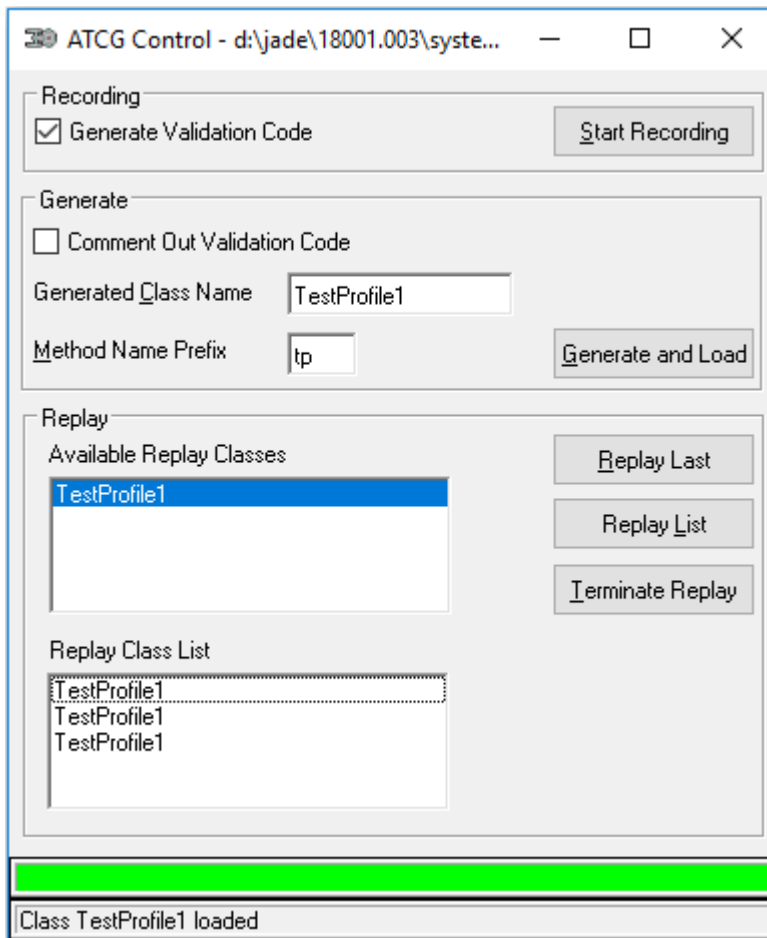 ATCG Control - d:\jade\18001.003\syste...
Recording
Generate Validation Code
Start Recording
Generate
Comment Out Validation Code
Generated Class Name
TestProfile1
Method Name Prefix
tp
Generate and Load
Replay
Available Replay Classes
Replay Last
TestProfile1
Replay List
Terminate Replay
Replay Class List
TestProfile1
TestProfile1
TestProfile1
Class TestProfile1 loaded